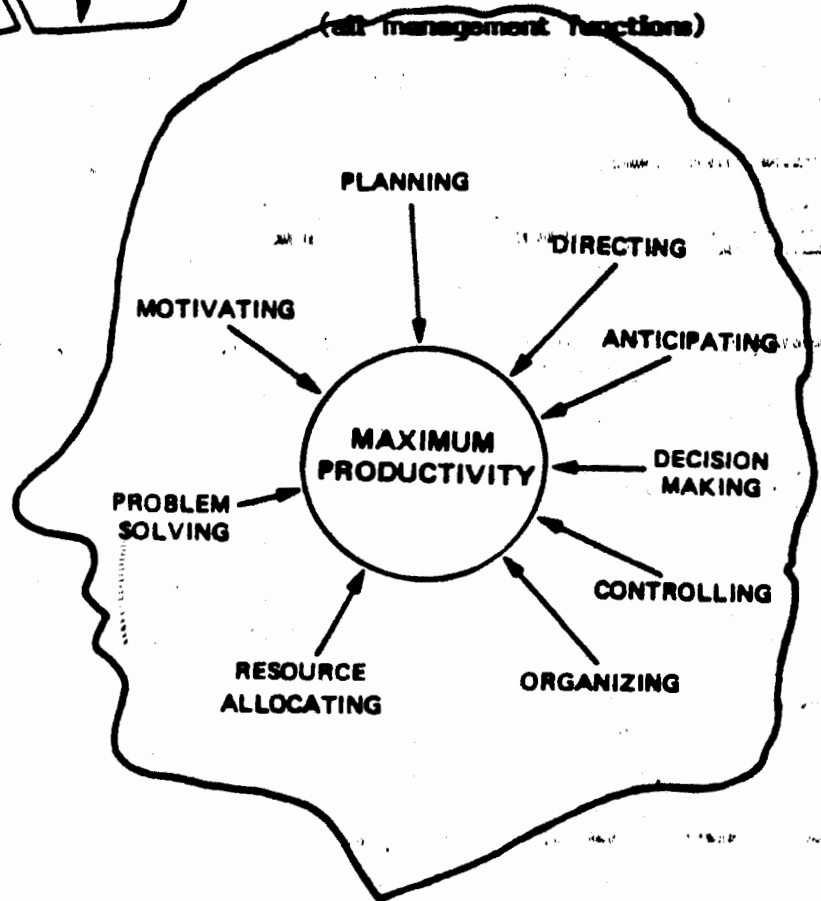 (all management functions)
PLANNING
DIRECTING
MOTIVATING
ANTICIPATING
MAXIMUM
PRODUCTIVITY
DECISION
MAKING
PROBLEM
SOLVING
CONTROLLING
RESOURCE
ALLOCATING
ORGANIZING